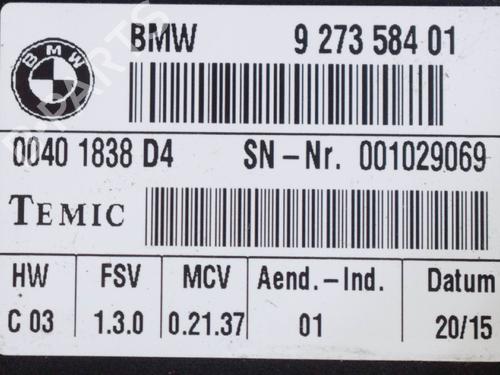 BMW
BMW 9 273 584 01
0040 1838 D4 SN-Nr. 001029069
TEMIC
HW FSV MCV Aend.-Ind. Datum
C 03 1.3.0 0.21.37 01 20/15